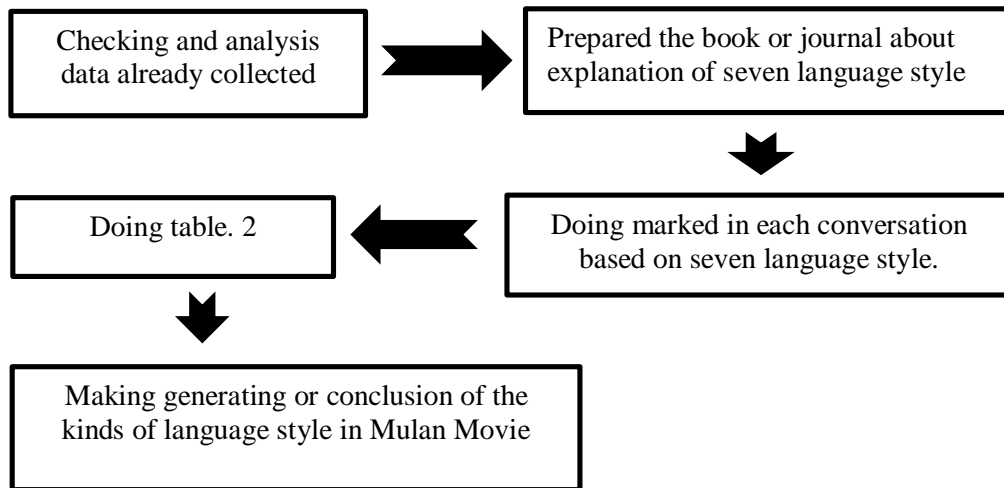 Checking and analysis
data already collected
Prepared the book or journal about
explanation of seven language style
Doing marked in each conversation
based on seven language style.
Doing table. 2
Making generating or conclusion of the
kinds of language style in Mulan Movie